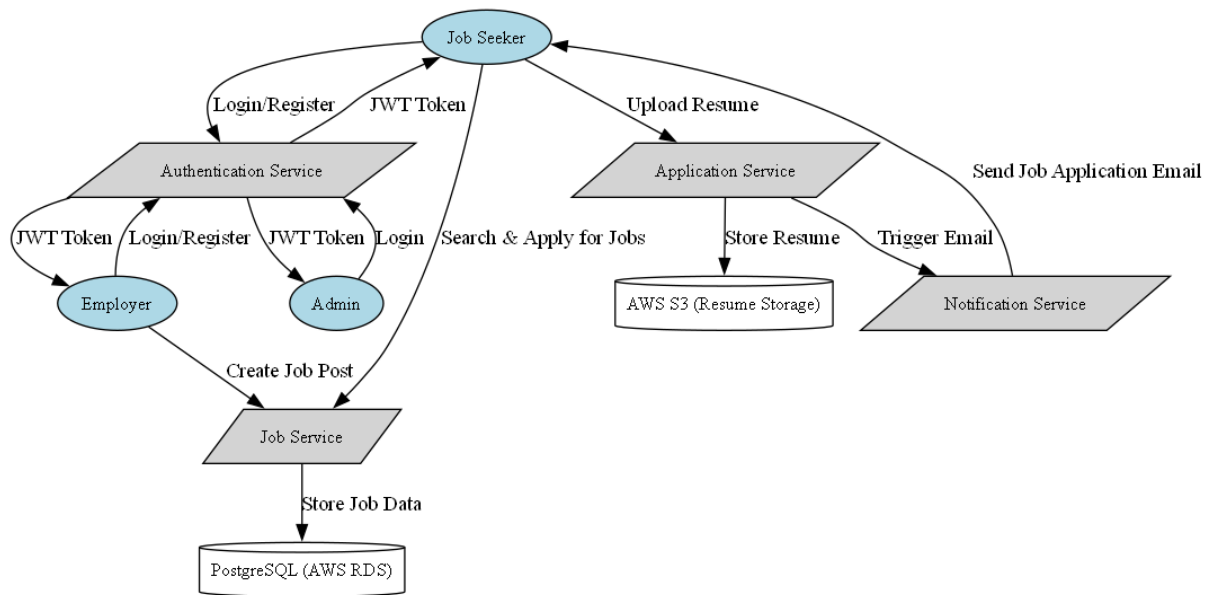 Job Seeker
Login/Register
JWT Token
Upload Resume
Authentication Service
Application Service
Send Job Application Email
JWT Token
Login/Register
JWT Token
Login
Search & Apply for Jobs
Store Resume
Trigger Email
Employer
Admin
AWS S3 (Resume Storage)
Notification Service
Create Job Post
Job Service
Store Job Data
PostgreSQL (AWS RDS)